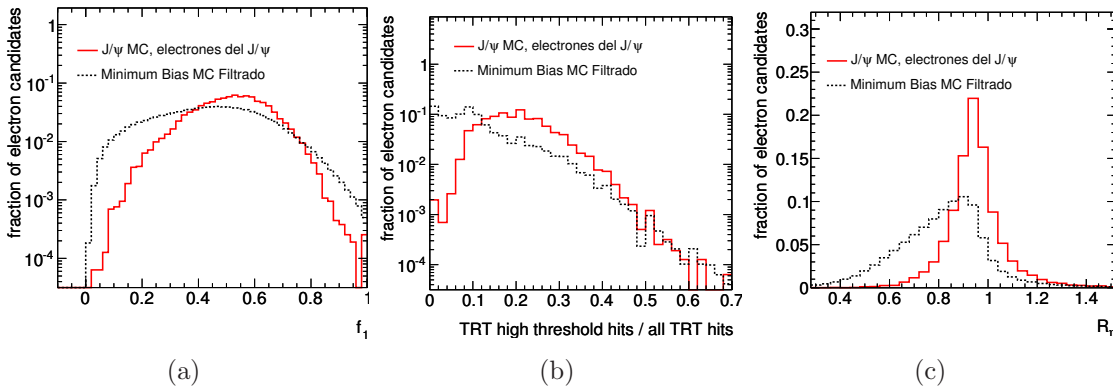 fraction of electron candidates
1
10⁻¹
10⁻²
10⁻³
10⁻⁴
J/ψ MC, electrones del J/ψ
Minimum Bias MC Filtrado
0 0.2 0.4 0.6 0.8 1
f₁
(a)
fraction of electron candidates
1
10⁻¹
10⁻²
10⁻³
10⁻⁴
J/ψ MC, electrones del J/ψ
Minimum Bias MC Filtrado
0 0.1 0.2 0.3 0.4 0.5 0.6 0.7
TRT high threshold hits / all TRT hits
(b)
fraction of electron candidates
0.3
0.25
0.2
0.15
0.1
0.05
0
J/ψ MC, electrones del J/ψ
Minimum Bias MC Filtrado
0.4 0.6 0.8 1 1.2 1.4
(c)